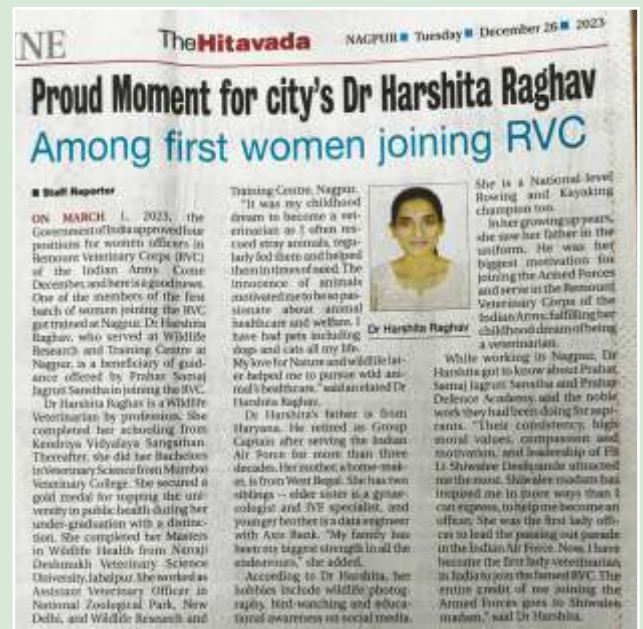 NE
TheHitavada
NAGPUR ■ Tuesday ■ December 26 ■ 2023
Proud Moment for city's Dr Harshita Raghav
Among first women joining RVC
■ Staff Reporter
ON MARCH 1, 2023, the
Government of India approved four
positions for women officers in
Remount Veterinary Corps (RVC)
of the Indian Army. Come
December, and here is a good news.
One of the members of the first
batch of women joining the RVC
got trained at Nagpur. Dr Harshita
Raghav, who served at Wildlife
Research and Training Centre at
Nagpur, is a beneficiary of guid-
ance offered by Prahar Samaj
Jagruti Sanstha in joining the RVC.
Dr Harshita Raghav is a Wildlife
Veterinarian by profession. She
completed her schooling from
Kendriya Vidyalaya Sangathan.
Thereafter, she did her Bachelors
in Veterinary Science from Mumbai
Veterinary College. She secured a
gold medal for topping the uni-
versity in public health during her
under-graduation with a distinc-
tion. She completed her Masters
in Wildlife Health from Nanaji
Deshmukh Veterinary Science
University, Jabalpur. She worked as
Assistant Veterinary Officer in
National Zoological Park, New
Delhi, and Wildlife Research and
Training Centre, Nagpur.
"It was my childhood
dream to become a vet-
erinarian as I often res-
cued stray animals, regu-
larly fed them and helped
them in times of need. The
innocence of animals
motivated me to be so pas-
sionate about animal
healthcare and welfare. I
have had pets including
dogs and cats all my life.
My love for Nature and wildlife lat-
er helped me to pursue wild ani-
mal's healthcare," said an elated Dr
Harshita Raghav.
Dr Harshita's father is from
Haryana. He retired as Group
Captain after serving the Indian
Air Force for more than three
decades. Her mother, a home-mak-
er, is from West Begal. She has two
siblings -- older sister is a gynae-
cologist and IVF specialist, and
younger brother is a data engineer
with Axis Bank. "My family has
been my biggest strength in all the
endeavours," she added.
According to Dr Harshita, her
hobbies include wildlife photog-
raphy, bird-watching and educa-
tional awareness on social media.
Dr Harshita Raghav
She is a National-level
Rowing and Kayaking
champion too.
In her growing up years,
she saw her father in the
uniform. He was her
biggest motivation for
joining the Armed Forces
and serve in the Remount
Veterinary Corps of the
Indian Army, fulfilling her
childhood dream of being
a veterinarian.
While working in Nagpur, Dr
Harshita got to know about Prahar
Samaj Jagruti Sanstha and Prahar
Defence Academy, and the noble
work they had been doing for aspi-
rants. "Their consistency, high
moral values, compassion and
motivation, and leadership of Flt
Lt Shiwalee Deshpande attracted
me the most. Shiwalee madam has
inspired me in more ways than I
can express, to help me become an
officer. She was the first lady offi-
cer to lead the passing out parade
in the Indian Air Force. Now, I have
become the first lady veterinarian
in India to join the famed RVC. The
entire credit of me joining the
Armed Forces goes to Shiwalee
madam," said Dr Harshita.